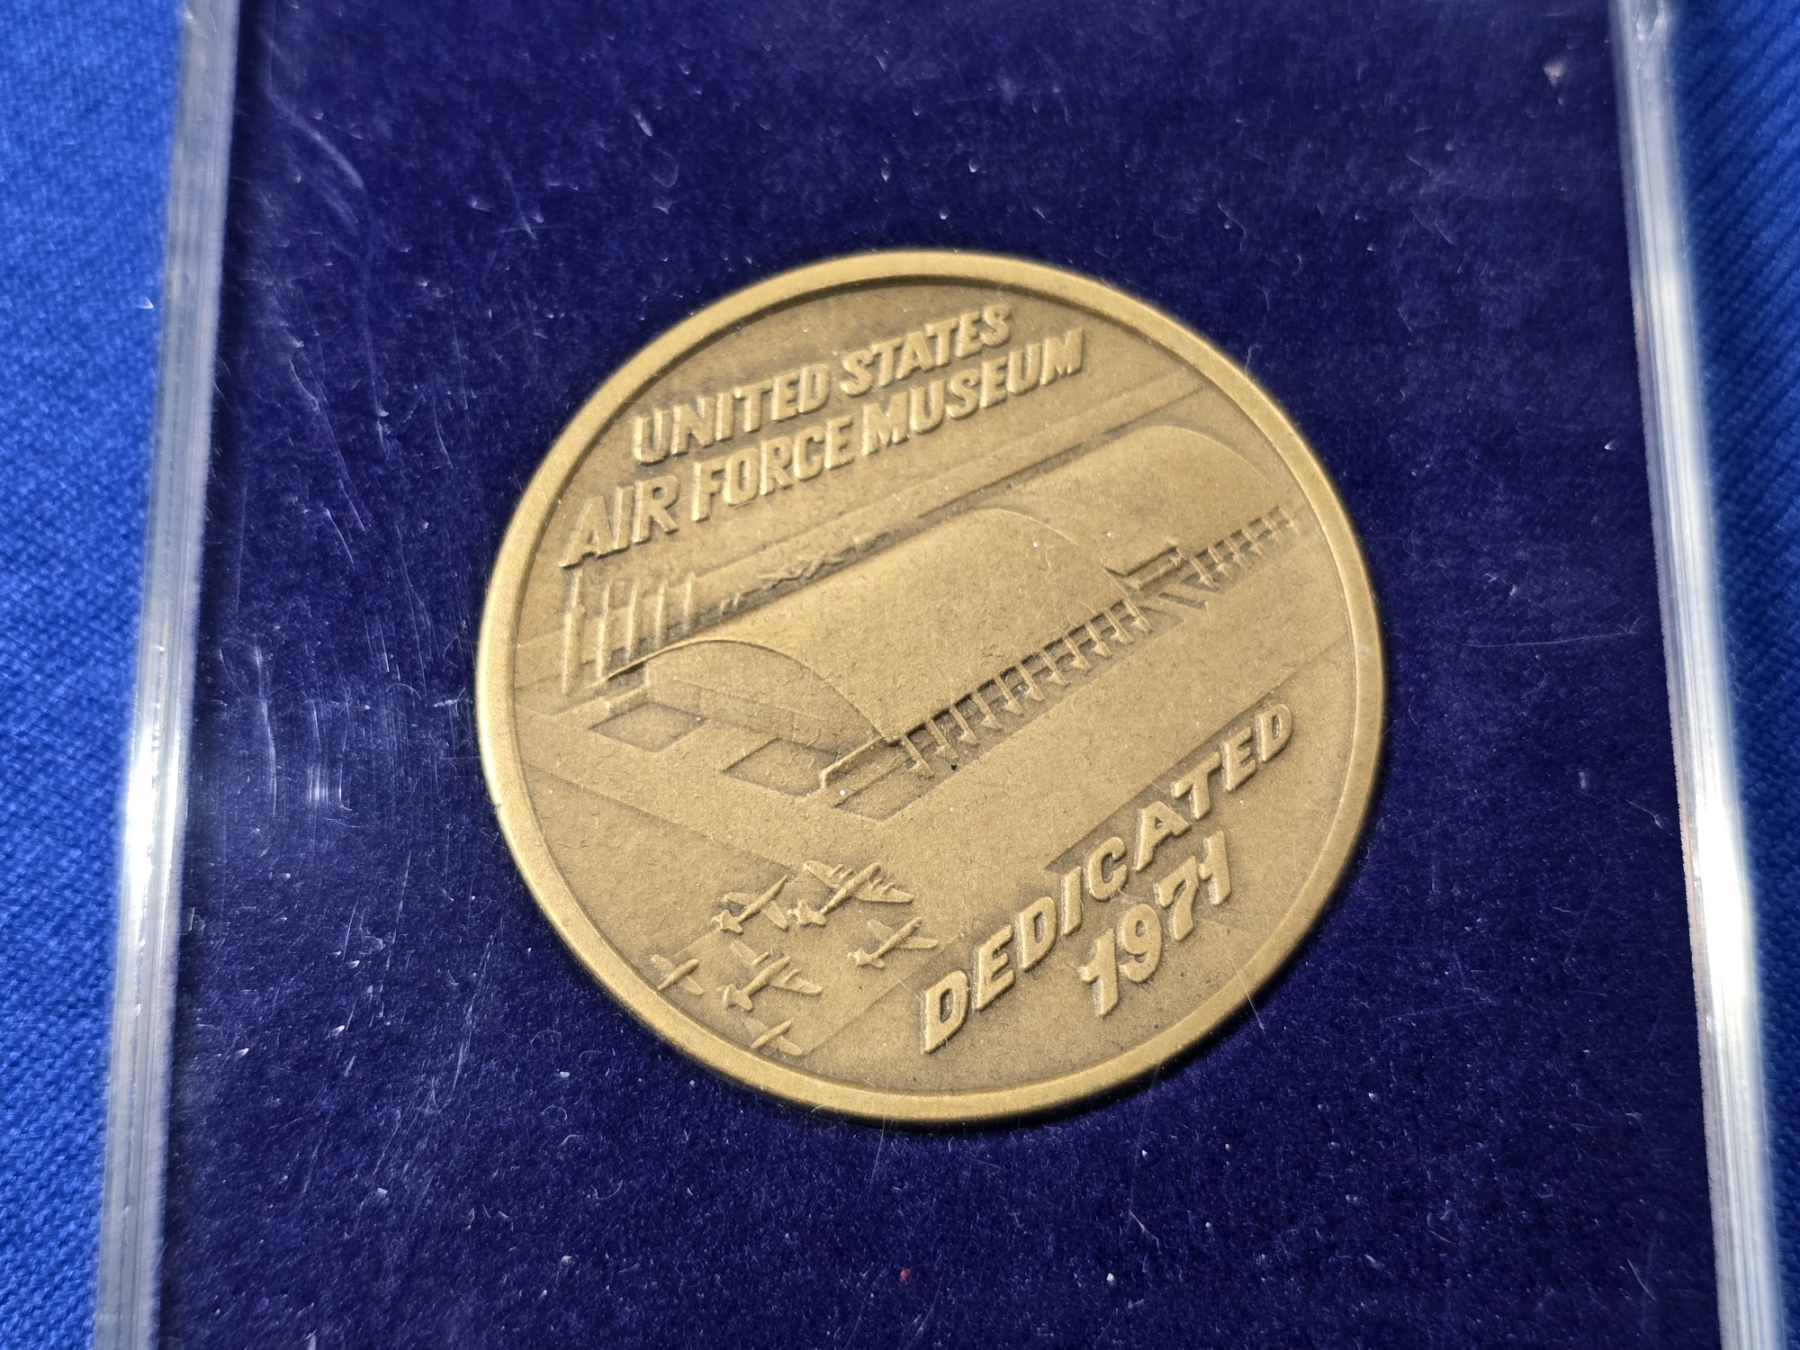 UNITED STATES
AIR FORCE MUSEUM
DEDICATED
1971